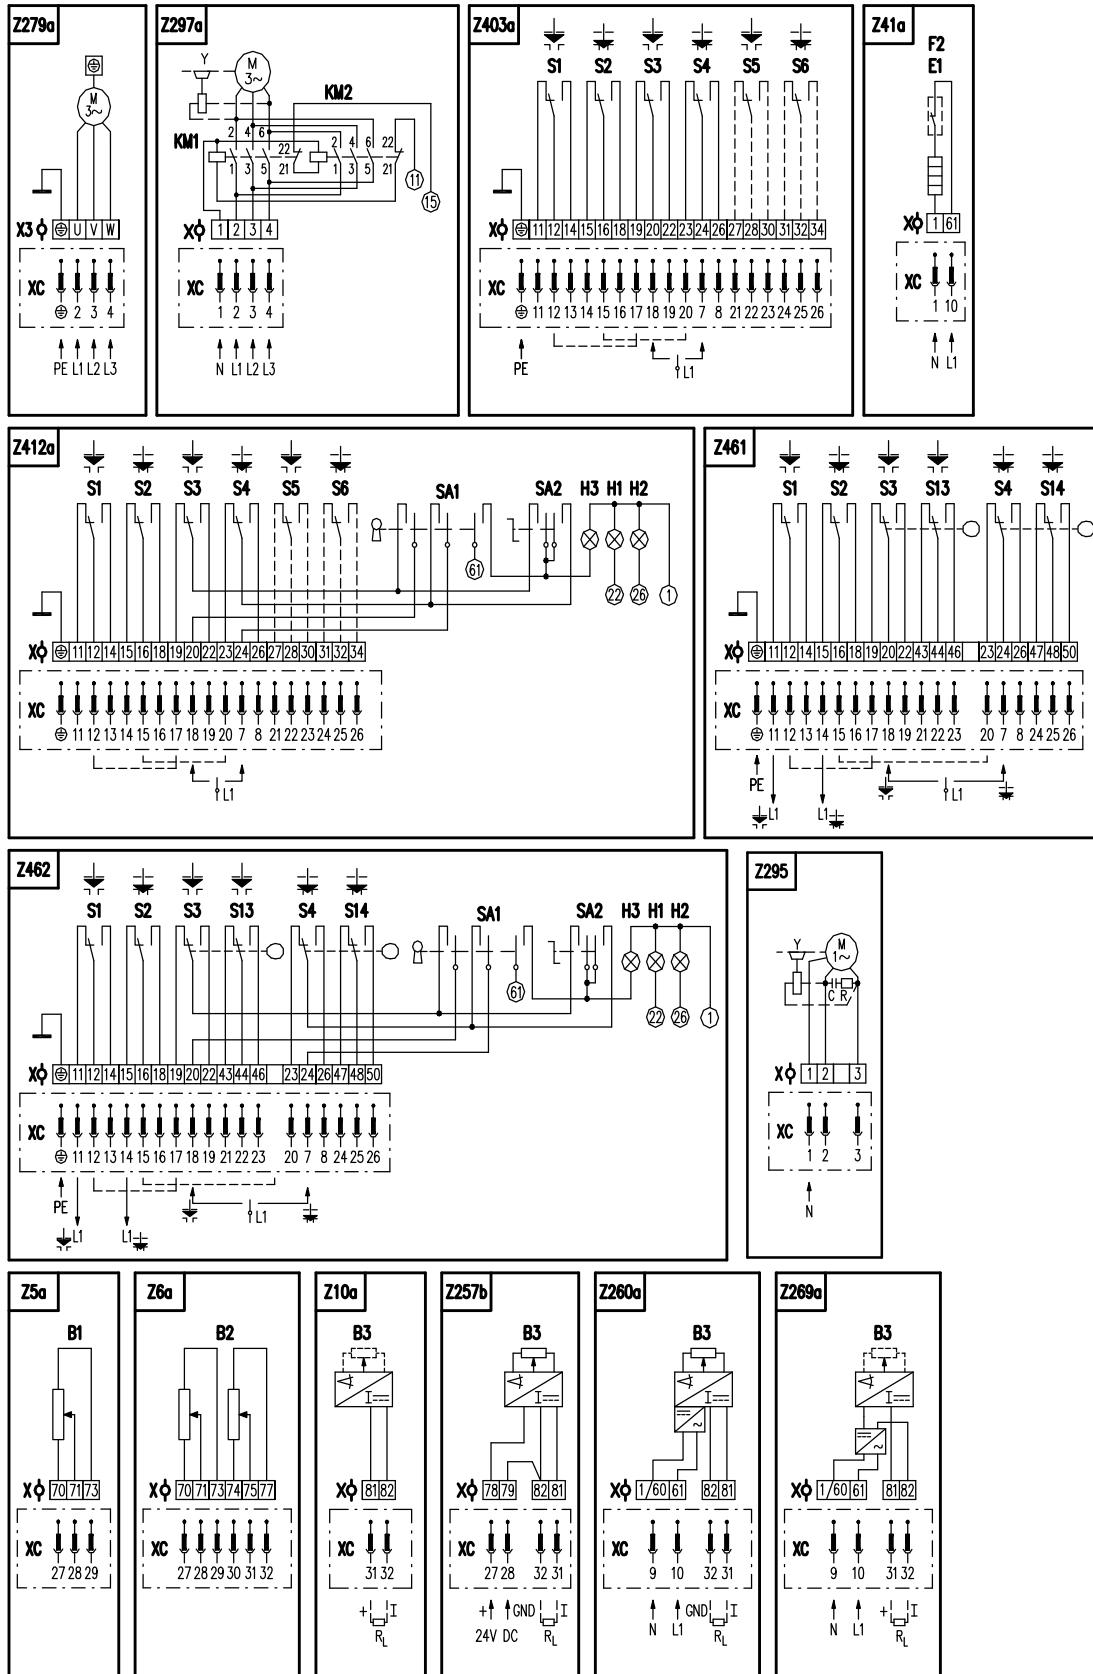 Z279a
M
3~
X3
U V W
XC
2 3 4
PE L1 L2 L3
Z297a
Y
M
3~
KM2
KM1
2 4 6 22 2 4 6 22
1 3 5 21 1 3 5 21
11
15
X
1 2 3 4
XC
1 2 3 4
N L1 L2 L3
Z403a
S1 S2 S3 S4 S5 S6
X
11 12 14 15 16 18 19 20 22 23 24 26 27 28 30 31 32 34
XC
11 12 13 14 15 16 17 18 19 20 7 8 21 22 23 24 25 26
PE
L1
Z41a
F2
E1
X
1 61
XC
1 10
N L1
Z412a
S1 S2 S3 S4 S5 S6 SA1 SA2 H3 H1 H2
61
22 26 1
X
11 12 14 15 16 18 19 20 22 23 24 26 27 28 30 31 32 34
XC
11 12 13 14 15 16 17 18 19 20 7 8 21 22 23 24 25 26
L1
Z461
S1 S2 S3 S13 S4 S14
X
11 12 14 15 16 18 19 20 22 43 44 46 23 24 26 47 48 50
XC
11 12 13 14 15 16 17 18 19 21 22 23 20 7 8 24 25 26
PE
L1 L1 L1
Z462
S1 S2 S3 S13 S4 S14 SA1 SA2 H3 H1 H2
61
22 26 1
X
11 12 14 15 16 18 19 20 22 43 44 46 23 24 26 47 48 50
XC
11 12 13 14 15 16 17 18 19 21 22 23 20 7 8 24 25 26
PE
L1 L1 L1
Z295
Y
M
1~
C R
X
1 2 3
XC
1 2 3
N
Z5a
B1
X
70 71 73
XC
27 28 29
Z6a
B2
X
70 71 73 74 75 77
XC
27 28 29 30 31 32
Z10a
B3
I
X
81 82
XC
31 32
+ I
RL
Z257b
B3
I
X
78 79 82 81
XC
27 28 32 31
+ GND I
24V DC RL
Z260a
B3
I
~
X
1/60 61 82 81
XC
9 10 32 31
GND I
N L1 RL
Z269a
B3
I
~
X
1/60 61 81 82
XC
9 10 31 32
+ I
N L1 RL